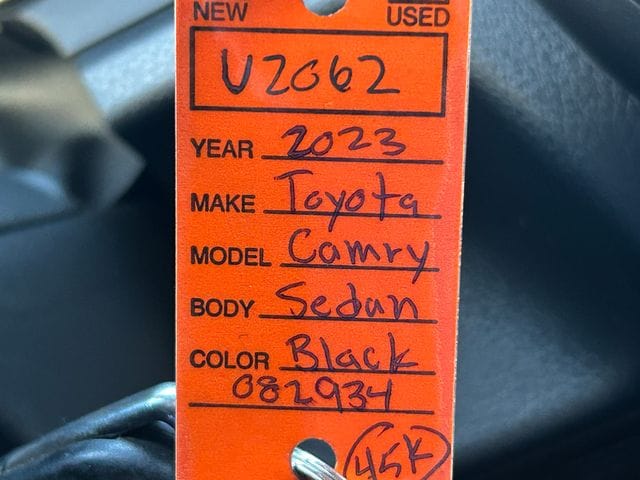 NEW USED
U2062
YEAR 2023
MAKE Toyota
MODEL Camry
BODY Sedan
COLOR Black
082934
45K